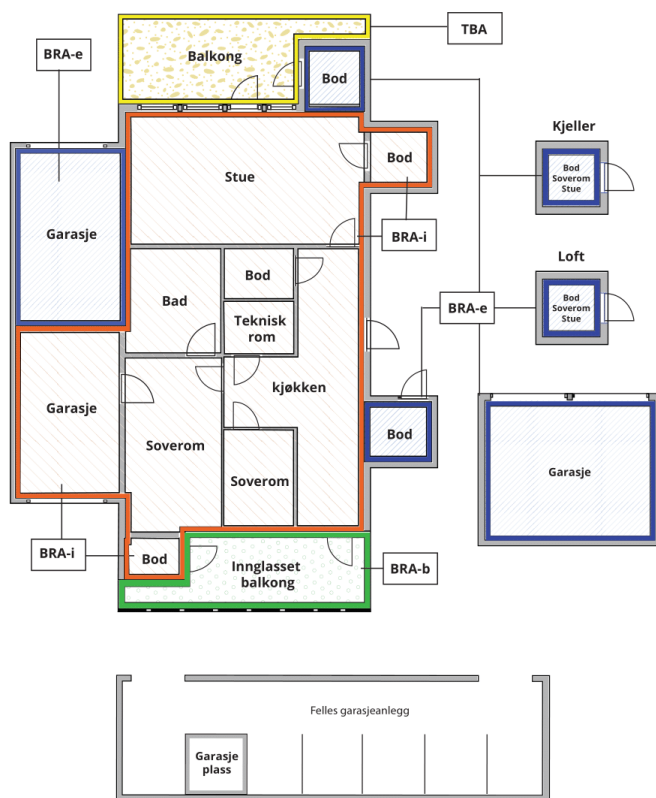 TBA
BRA-e
Balkong
Bod
Kjeller
Bod
Soverom
Stue
Stue
Bod
Garasje
BRA-i
Loft
Bod
Soverom
Stue
Bad
Bod
BRA-e
Teknisk
rom
Garasje
kjøkken
Soverom
Bod
Soverom
Garasje
BRA-i
Bod
Innglasset
balkong
BRA-b
Felles garasjeanlegg
Garasje
plass